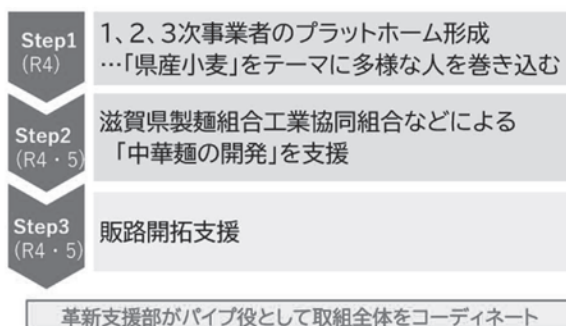 Step1
(R4)
1、2、3次事業者のプラットホーム形成
…「県産小麦」をテーマに多様な人を巻き込む
Step2
(R4・5)
滋賀県製麺組合工業協同組合などによる
「中華麺の開発」を支援
Step3
(R4・5)
販路開拓支援
革新支援部がパイプ役として取組全体をコーディネート